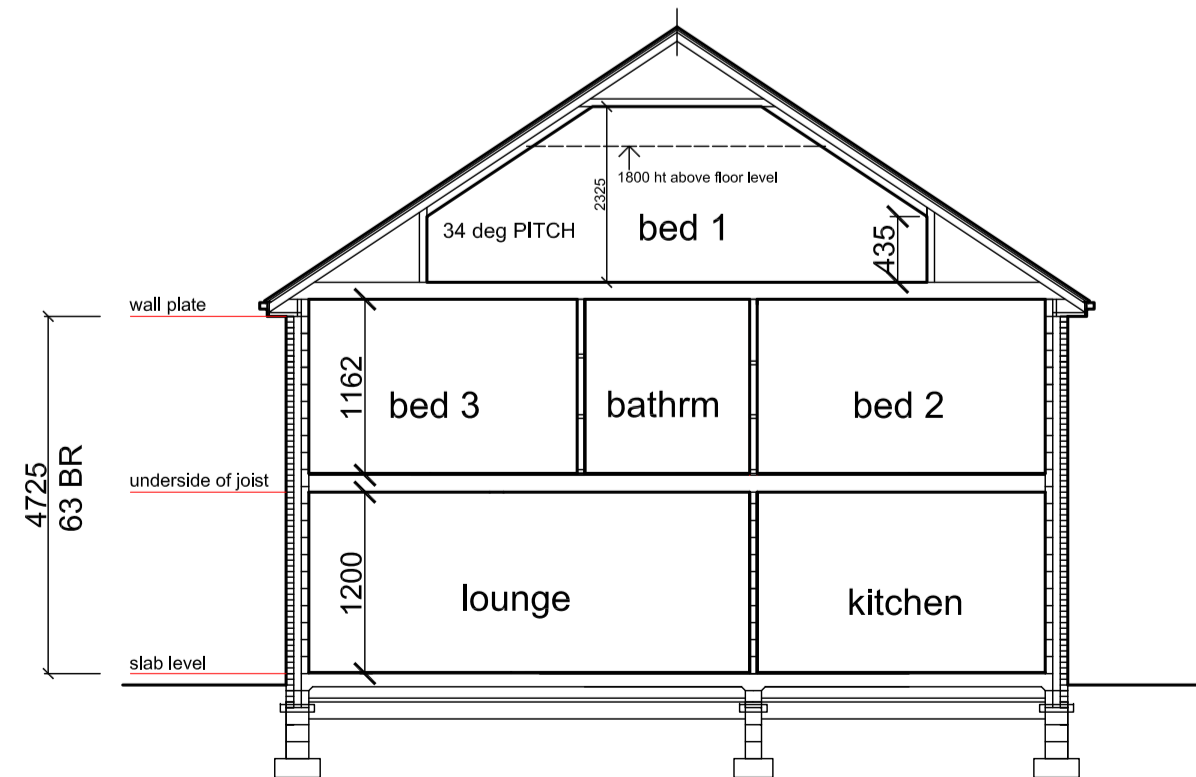 1800 ht above floor level
2325
34 deg PITCH
bed 1
435
wall plate
1162
bed 3
bathrm
bed 2
4725
63 BR
underside of joist
1200
lounge
kitchen
slab level